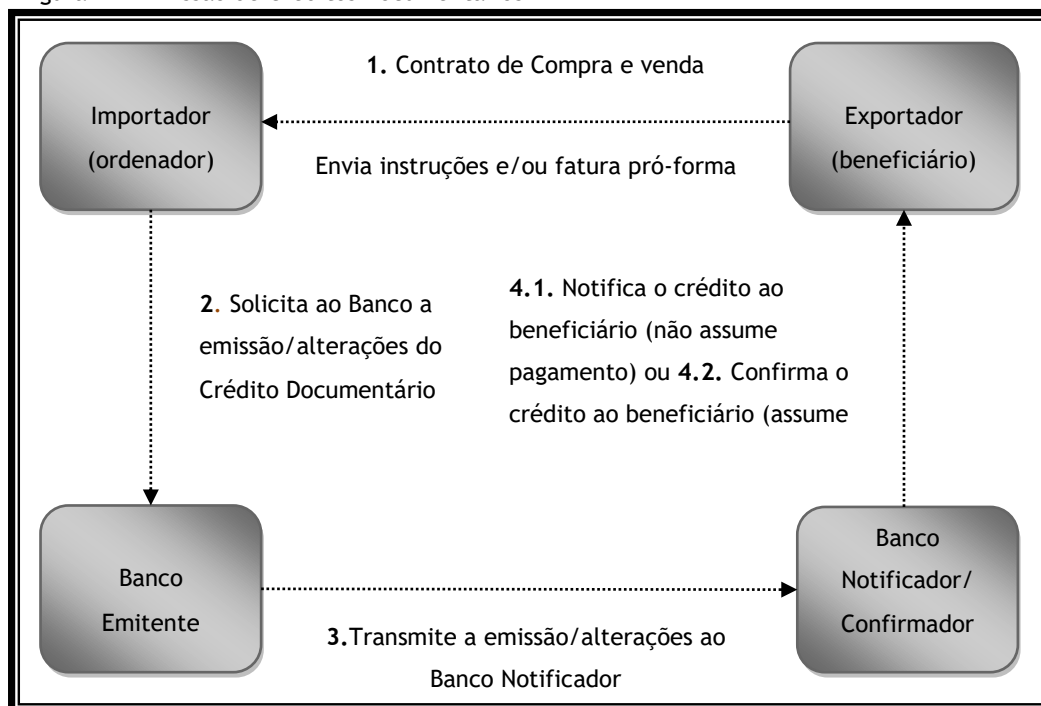 1. Contrato de Compra e venda
Importador
(ordenador)
Exportador
(beneficiário)
Envia instruções e/ou fatura pró-forma
2. Solicita ao Banco a
emissão/alterações do
Crédito Documentário
4.1. Notifica o crédito ao
beneficiário (não assume
pagamento) ou 4.2. Confirma o
crédito ao beneficiário (assume
Banco
Emitente
Banco
Notificador/
Confirmador
3.Transmite a emissão/alterações ao
Banco Notificador